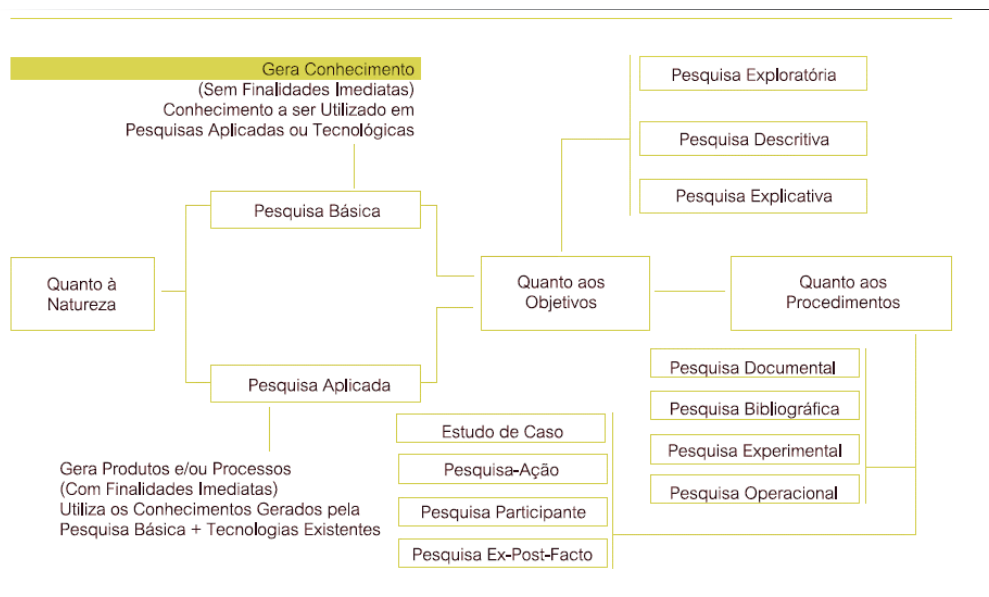 Gera Conhecimento
(Sem Finalidades Imediatas)
Conhecimento a ser Utilizado em
Pesquisas Aplicadas ou Tecnológicas
Pesquisa Básica
Quanto à
Natureza
Pesquisa Aplicada
Gera Produtos e/ou Processos
(Com Finalidades Imediatas)
Utiliza os Conhecimentos Gerados pela
Pesquisa Básica + Tecnologias Existentes
Quanto aos
Objetivos
Pesquisa Exploratória
Pesquisa Descritiva
Pesquisa Explicativa
Quanto aos
Procedimentos
Pesquisa Documental
Pesquisa Bibliográfica
Pesquisa Experimental
Pesquisa Operacional
Estudo de Caso
Pesquisa-Ação
Pesquisa Participante
Pesquisa Ex-Post-Facto